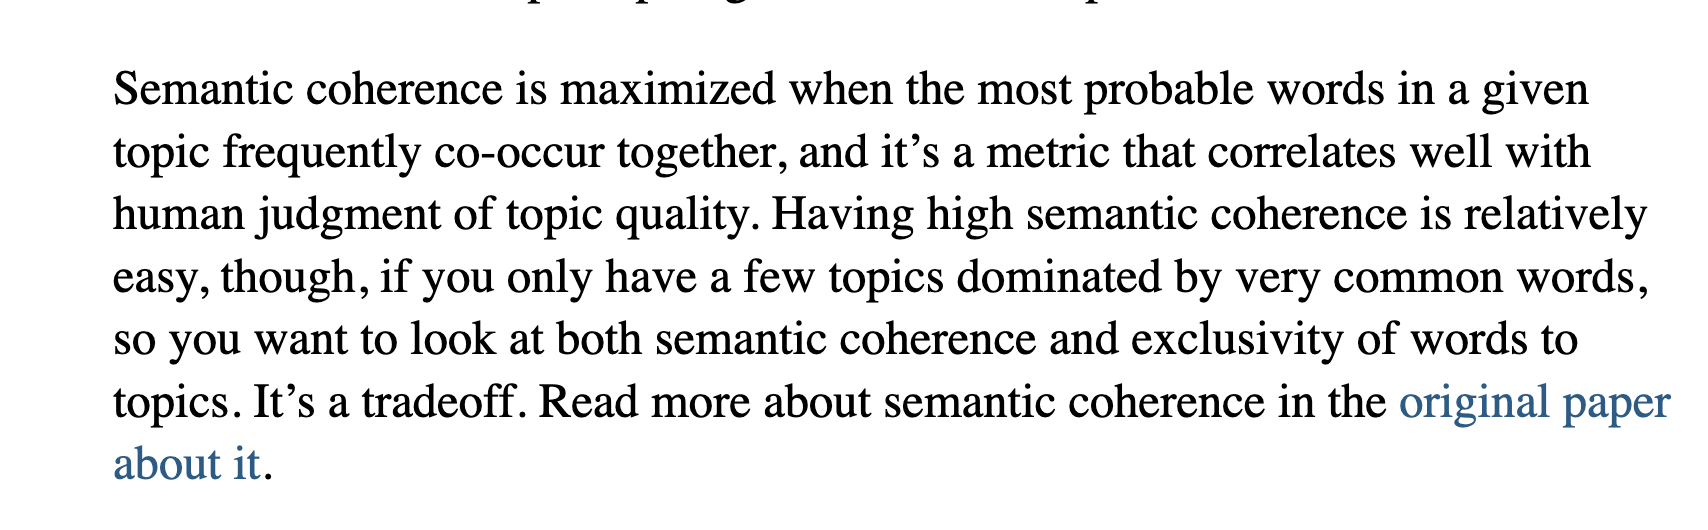 Semantic coherence is maximized when the most probable words in a given
topic frequently co-occur together, and it’s a metric that correlates well with
human judgment of topic quality. Having high semantic coherence is relatively
easy, though, if you only have a few topics dominated by very common words,
so you want to look at both semantic coherence and exclusivity of words to
topics. It’s a tradeoff. Read more about semantic coherence in the original paper
about it.